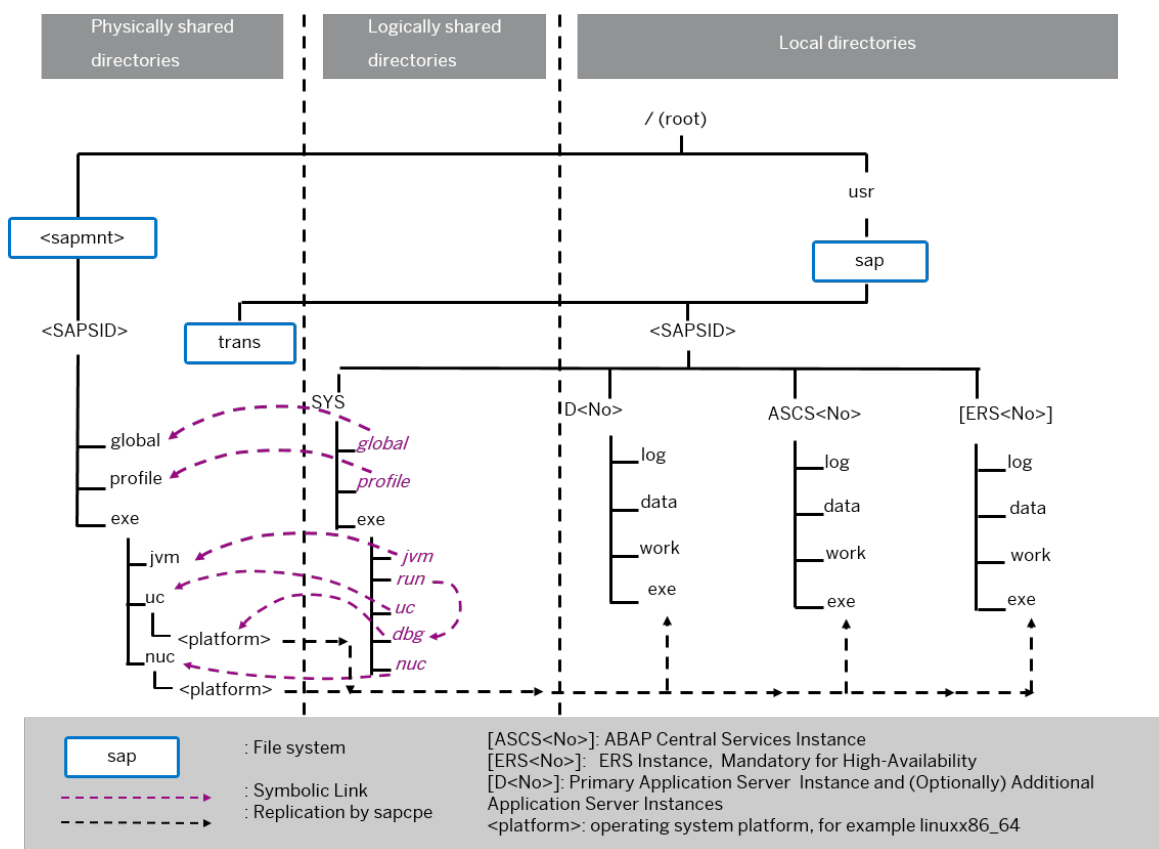 Physically shared
directories
Logically shared
directories
Local directories
/ (root)
usr
<sapmnt>
sap
<SAPSID>
trans
<SAPSID>
SYS
D<No>
ASCS<No>
[ERS<No>]
global
profile
exe
jvm
uc
<platform>
nuc
<platform>
global
profile
exe
jvm
run
uc
dbg
nuc
log
data
work
exe
log
data
work
exe
log
data
work
exe
sap
: File system
: Symbolic Link
: Replication by sapcpe
[ASCS<No>]: ABAP Central Services Instance
[ERS<No>]: ERS Instance, Mandatory for High-Availability
[D<No>]: Primary Application Server Instance and (Optionally) Additional
Application Server Instances
<platform>: operating system platform, for example linuxx86_64